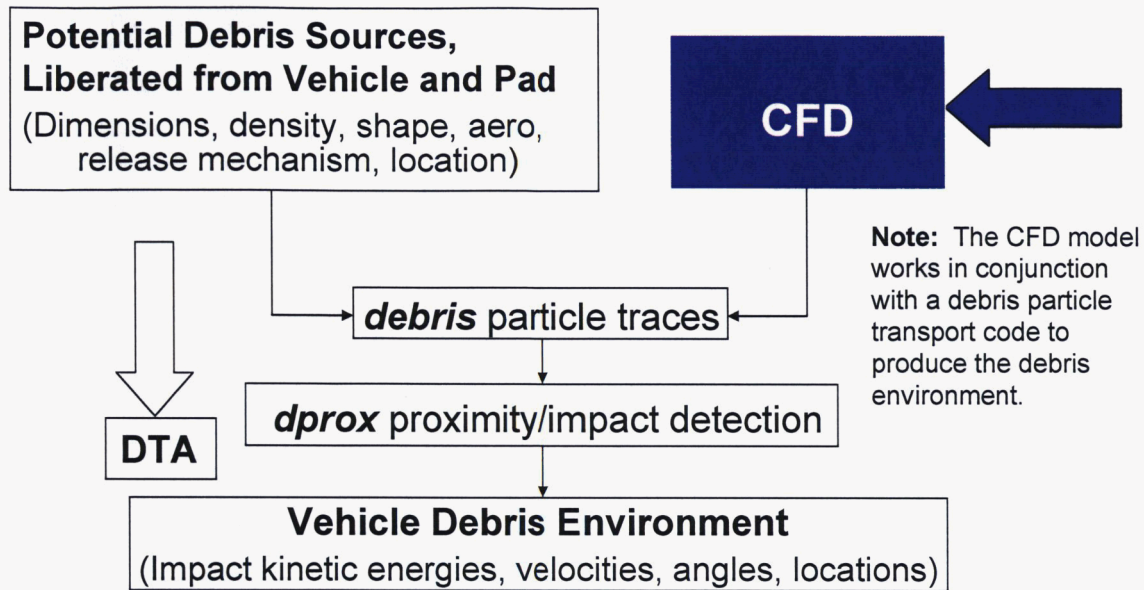 Potential Debris Sources,
Liberated from Vehicle and Pad
(Dimensions, density, shape, aero,
release mechanism, location)
CFD
Note: The CFD model
works in conjunction
with a debris particle
transport code to
produce the debris
environment.
debris particle traces
dprox proximity/impact detection
DTA
Vehicle Debris Environment
(Impact kinetic energies, velocities, angles, locations)